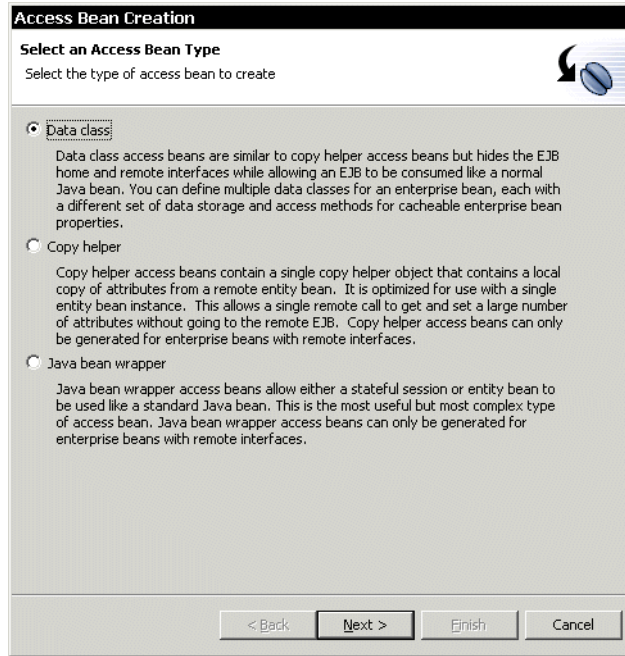 Access Bean Creation
Select an Access Bean Type
Select the type of access bean to create
Data class
Data class access beans are similar to copy helper access beans but hides the EJB
home and remote interfaces while allowing an EJB to be consumed like a normal
Java bean. You can define multiple data classes for an enterprise bean, each with
a different set of data storage and access methods for cacheable enterprise bean
properties.
Copy helper
Copy helper access beans contain a single copy helper object that contains a local
copy of attributes from a remote entity bean. It is optimized for use with a single
entity bean instance. This allows a single remote call to get and set a large number
of attributes without going to the remote EJB. Copy helper access beans can only
be generated for enterprise beans with remote interfaces.
Java bean wrapper
Java bean wrapper access beans allow either a stateful session or entity bean to
be used like a standard Java bean. This is the most useful but most complex type
of access bean. Java bean wrapper access beans can only be generated for
enterprise beans with remote interfaces.
< Back Next > Finish Cancel